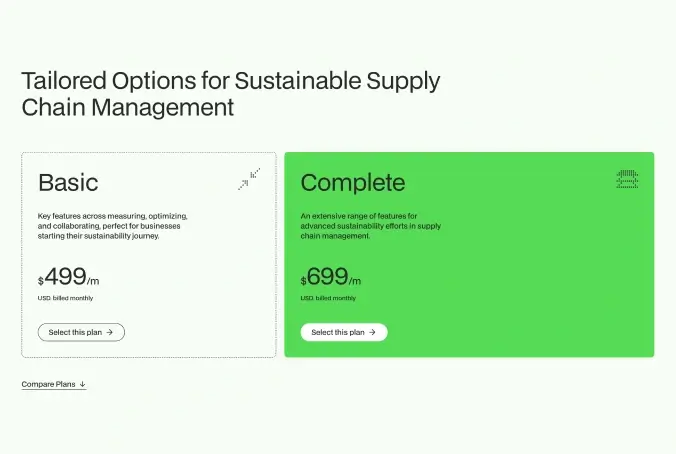 Tailored Options for Sustainable Supply
Chain Management
Basic
Key features across measuring, optimizing,
and collaborating, perfect for businesses
starting their sustainability journey.
$499/m
USD. billed monthly
Select this plan →
Complete
An extensive range of features for
advanced sustainability efforts in supply
chain management.
$699/m
USD. billed monthly
Select this plan →
Compare Plans ↓